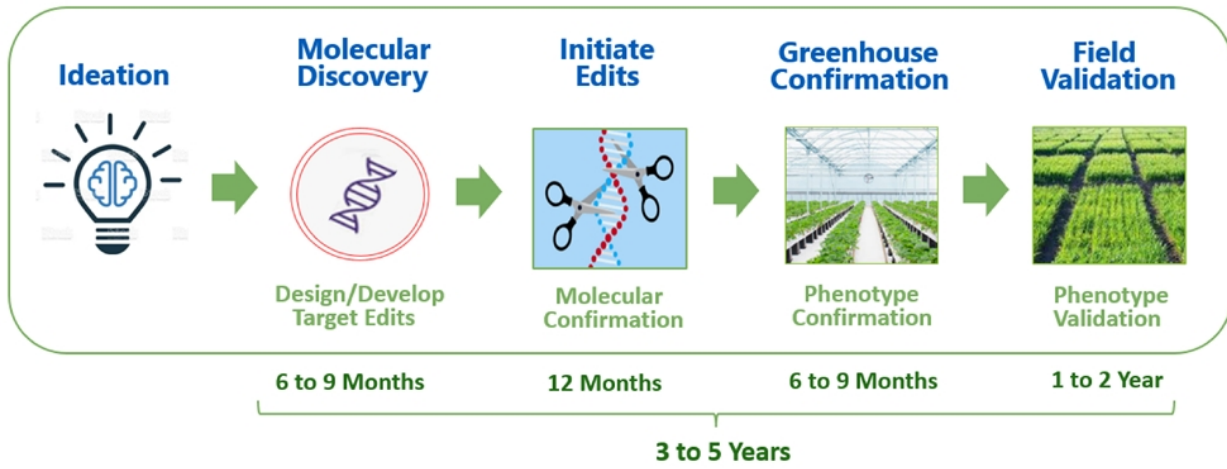 Ideation
Molecular
Discovery
Initiate
Edits
Greenhouse
Confirmation
Field
Validation
Design/Develop
Target Edits
Molecular
Confirmation
Phenotype
Confirmation
Phenotype
Validation
6 to 9 Months
12 Months
6 to 9 Months
1 to 2 Year
3 to 5 Years